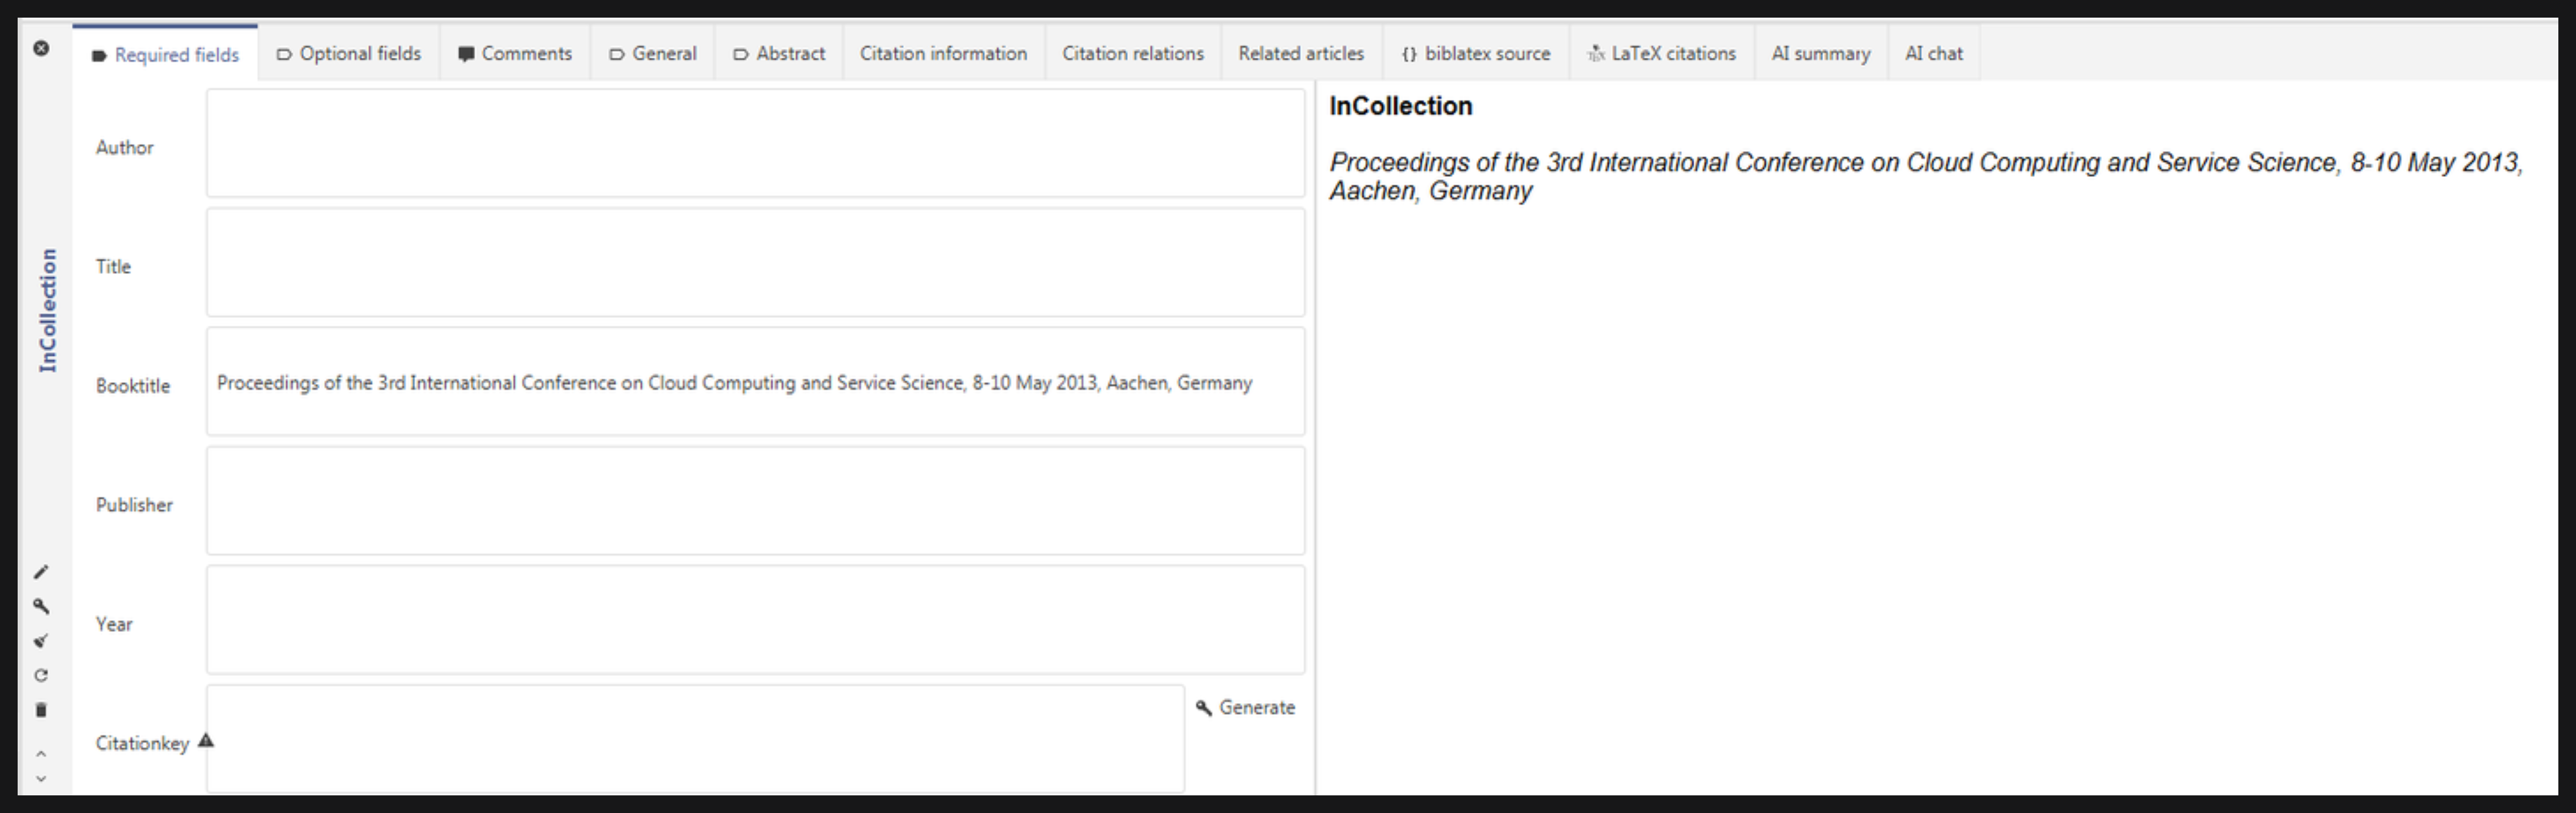 Required fields
Optional fields
Comments
General
Abstract
Citation information
Citation relations
Related articles
{} biblatex source
LaTeX citations
AI summary
AI chat
InCollection
Author
Title
Booktitle
Proceedings of the 3rd International Conference on Cloud Computing and Service Science, 8-10 May 2013, Aachen, Germany
Publisher
Year
Citationkey
Generate
InCollection
Proceedings of the 3rd International Conference on Cloud Computing and Service Science, 8-10 May 2013,
Aachen, Germany